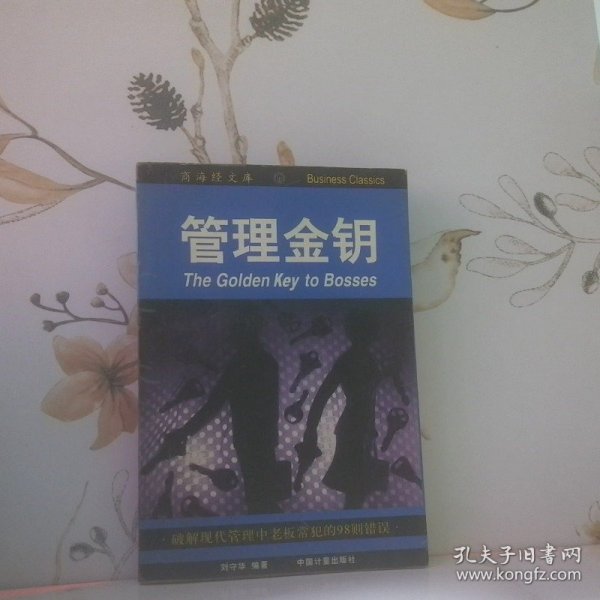 商海经文库 Business Classics
管理金钥
The Golden Key to Bosses
·破解现代管理中老板常犯的98则错误·
刘守华 编著 中国计量出版社
孔夫子旧书网
www.kongfz.com